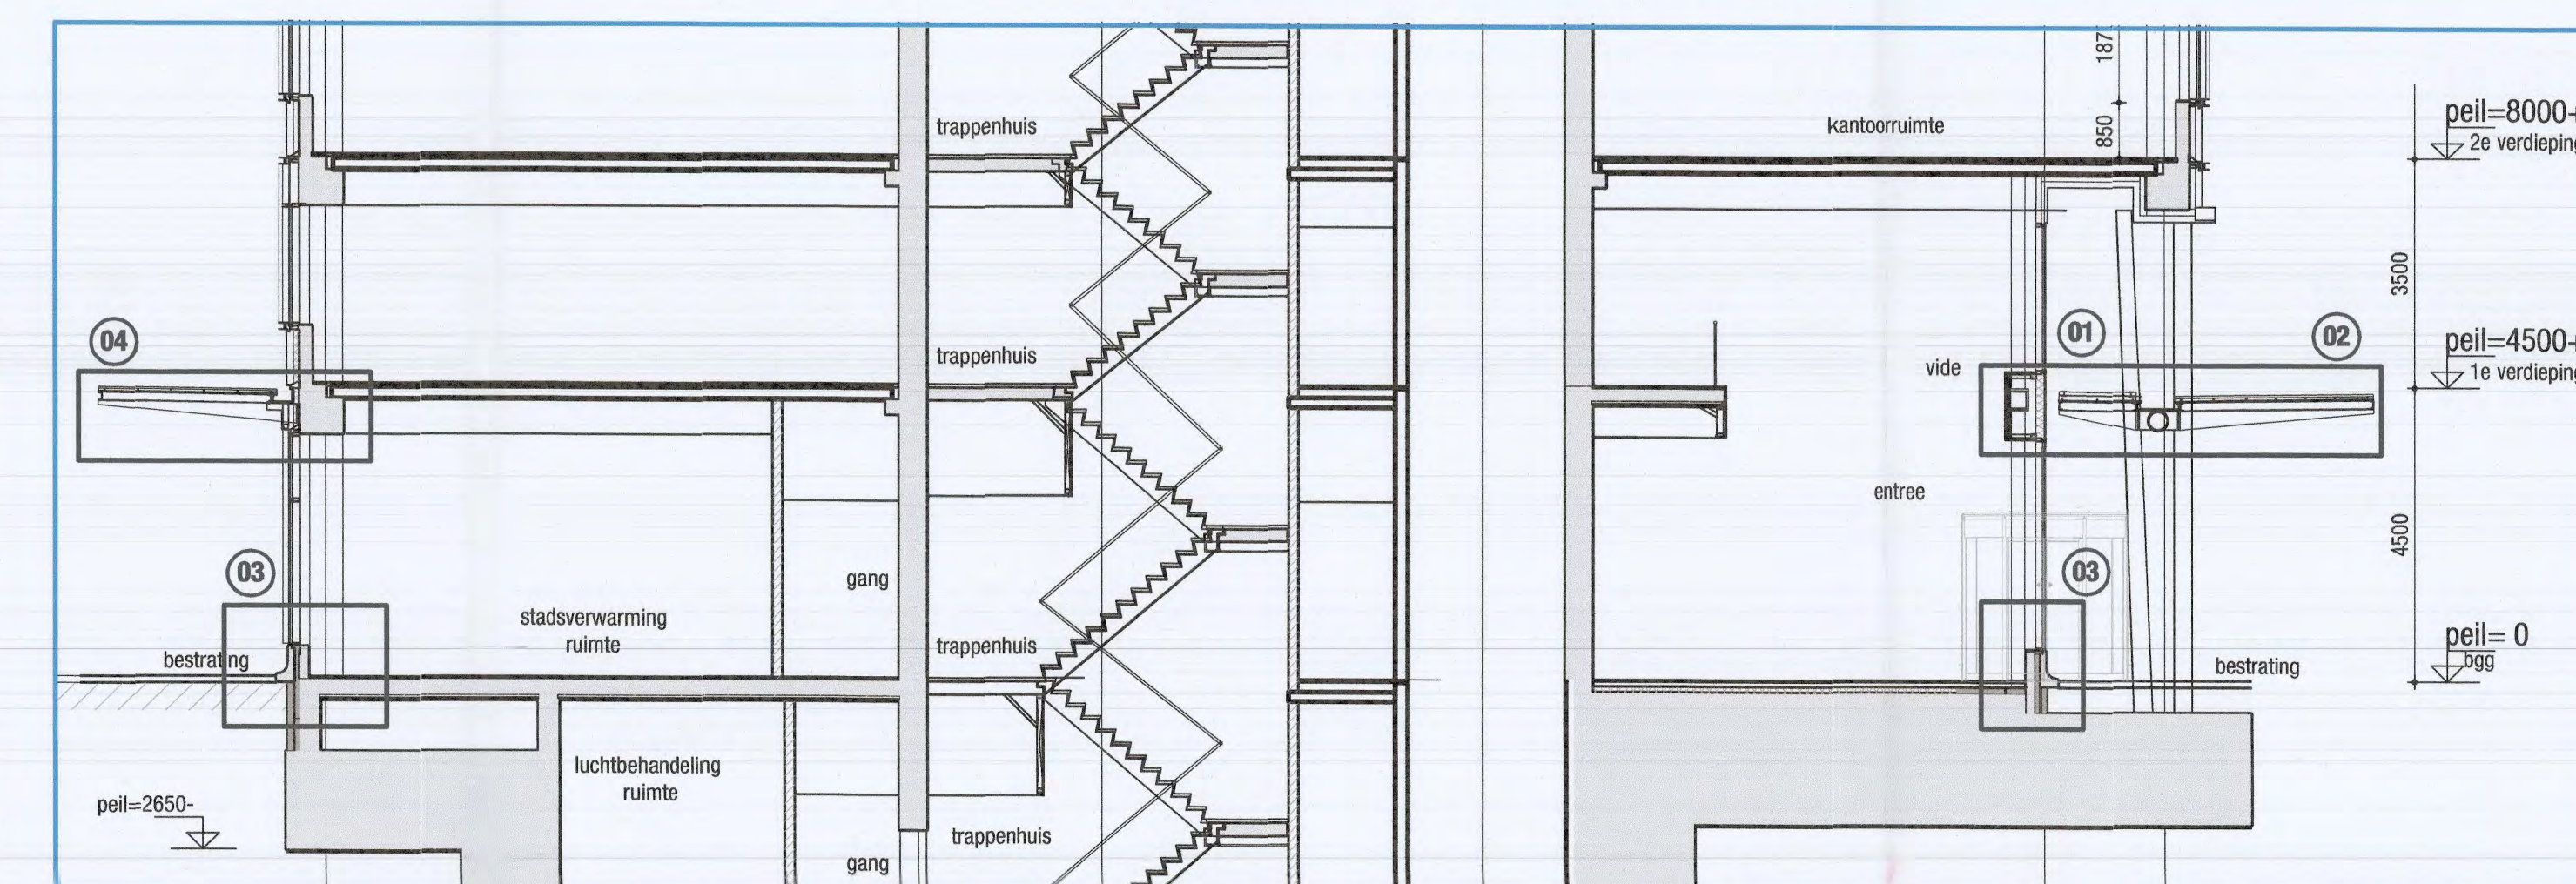 187
850
trappenhuis
kantoorruimte
peil=8000+
2e verdieping
3500
04
trappenhuis
vide
01
02
peil=4500+
1e verdieping
entree
4500
03
gang
03
stadsverwarming
ruimte
trappenhuis
bestrating
bestrating
peil= 0
bgg
luchtbehandeling
ruimte
peil=2650-
trappenhuis
gang